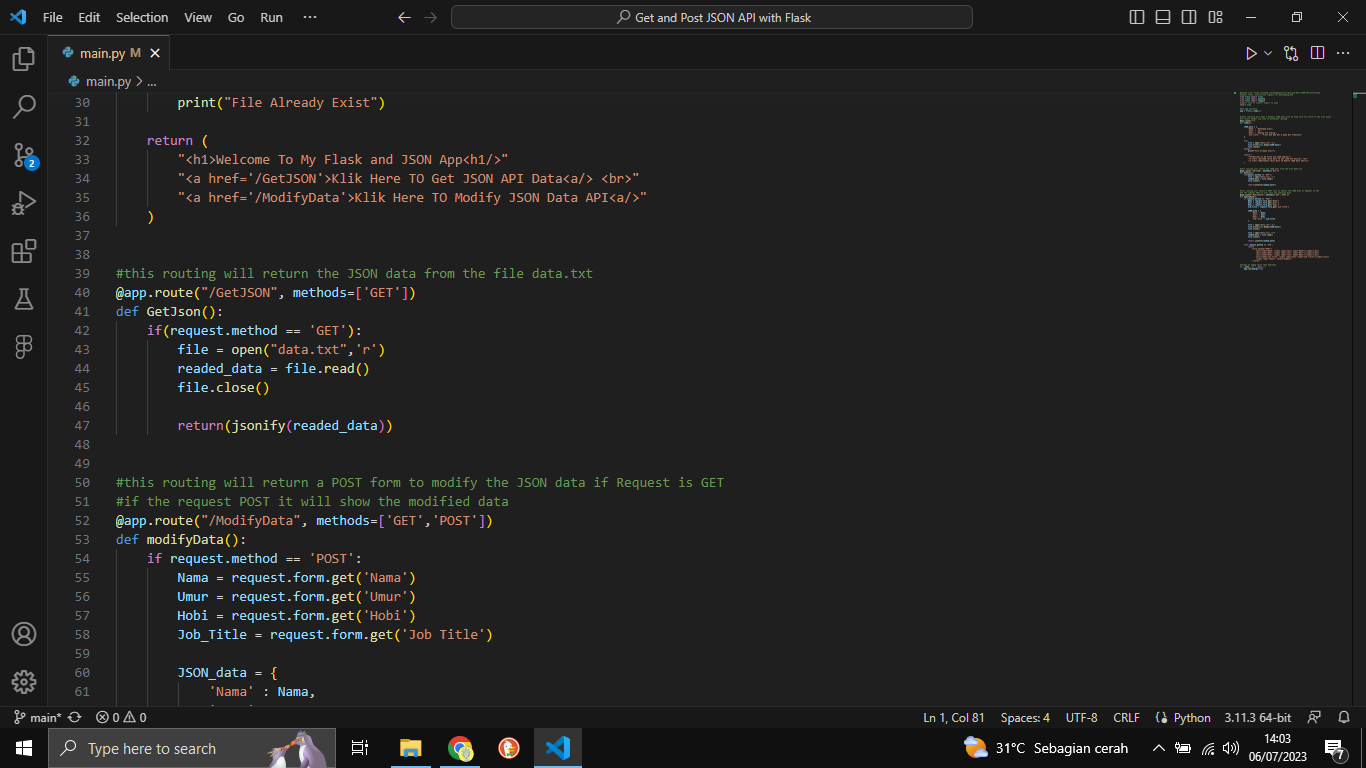 File Edit Selection View Go Run ··· Get and Post JSON API with Flask
main.py M
main.py > ...
30 print("File Already Exist")
31
32 return (
33 "<h1>Welcome To My Flask and JSON App<h1/>"
34 "<a href='/GetJSON'>Klik Here TO Get JSON API Data<a/> <br>"
35 "<a href='/ModifyData'>Klik Here TO Modify JSON Data API<a/>"
36 )
37
38
39 #this routing will return the JSON data from the file data.txt
40 @app.route("/GetJSON", methods=['GET'])
41 def GetJson():
42 if(request.method == 'GET'):
43 file = open("data.txt",'r')
44 readed_data = file.read()
45 file.close()
46
47 return(jsonify(readed_data))
48
49
50 #this routing will return a POST form to modify the JSON data if Request is GET
51 #if the request POST it will show the modified data
52 @app.route("/ModifyData", methods=['GET','POST'])
53 def modifyData():
54 if request.method == 'POST':
55 Nama = request.form.get('Nama')
56 Umur = request.form.get('Umur')
57 Hobi = request.form.get('Hobi')
58 Job_Title = request.form.get('Job Title')
59
60 JSON_data = {
61 'Nama' : Nama,
2
main* 0 0 Ln 1, Col 81 Spaces: 4 UTF-8 CRLF Python 3.11.3 64-bit
Type here to search 31°C Sebagian cerah 14:03
06/07/2023
7